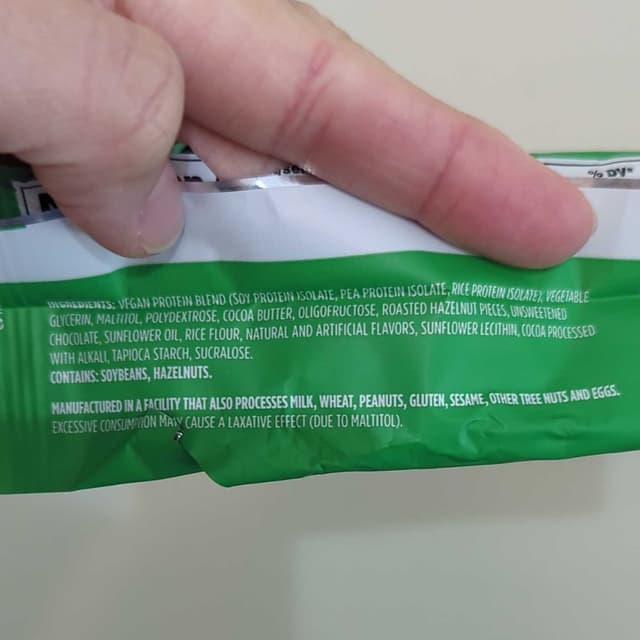 % DV*
INGREDIENTS: VEGAN PROTEIN BLEND (SOY PROTEIN ISOLATE, PEA PROTEIN ISOLATE, RICE PROTEIN ISOLATE), VEGETABLE
GLYCERIN, MALTITOL, POLYDEXTROSE, COCOA BUTTER, OLIGOFRUCTOSE, ROASTED HAZELNUT PIECES, UNSWEETENED
CHOCOLATE, SUNFLOWER OIL, RICE FLOUR, NATURAL AND ARTIFICIAL FLAVORS, SUNFLOWER LECITHIN, COCOA PROCESSED
WITH ALKALI, TAPIOCA STARCH, SUCRALOSE.
CONTAINS: SOYBEANS, HAZELNUTS.
MANUFACTURED IN A FACILITY THAT ALSO PROCESSES MILK, WHEAT, PEANUTS, GLUTEN, SESAME, OTHER TREE NUTS AND EGGS.
EXCESSIVE CONSUMPTION MAY CAUSE A LAXATIVE EFFECT (DUE TO MALTITOL).